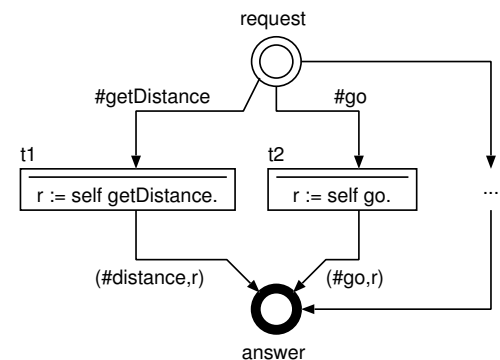 request
#getDistance
#go
t1
t2
r := self getDistance.
r := self go.
...
(#distance,r)
(#go,r)
answer